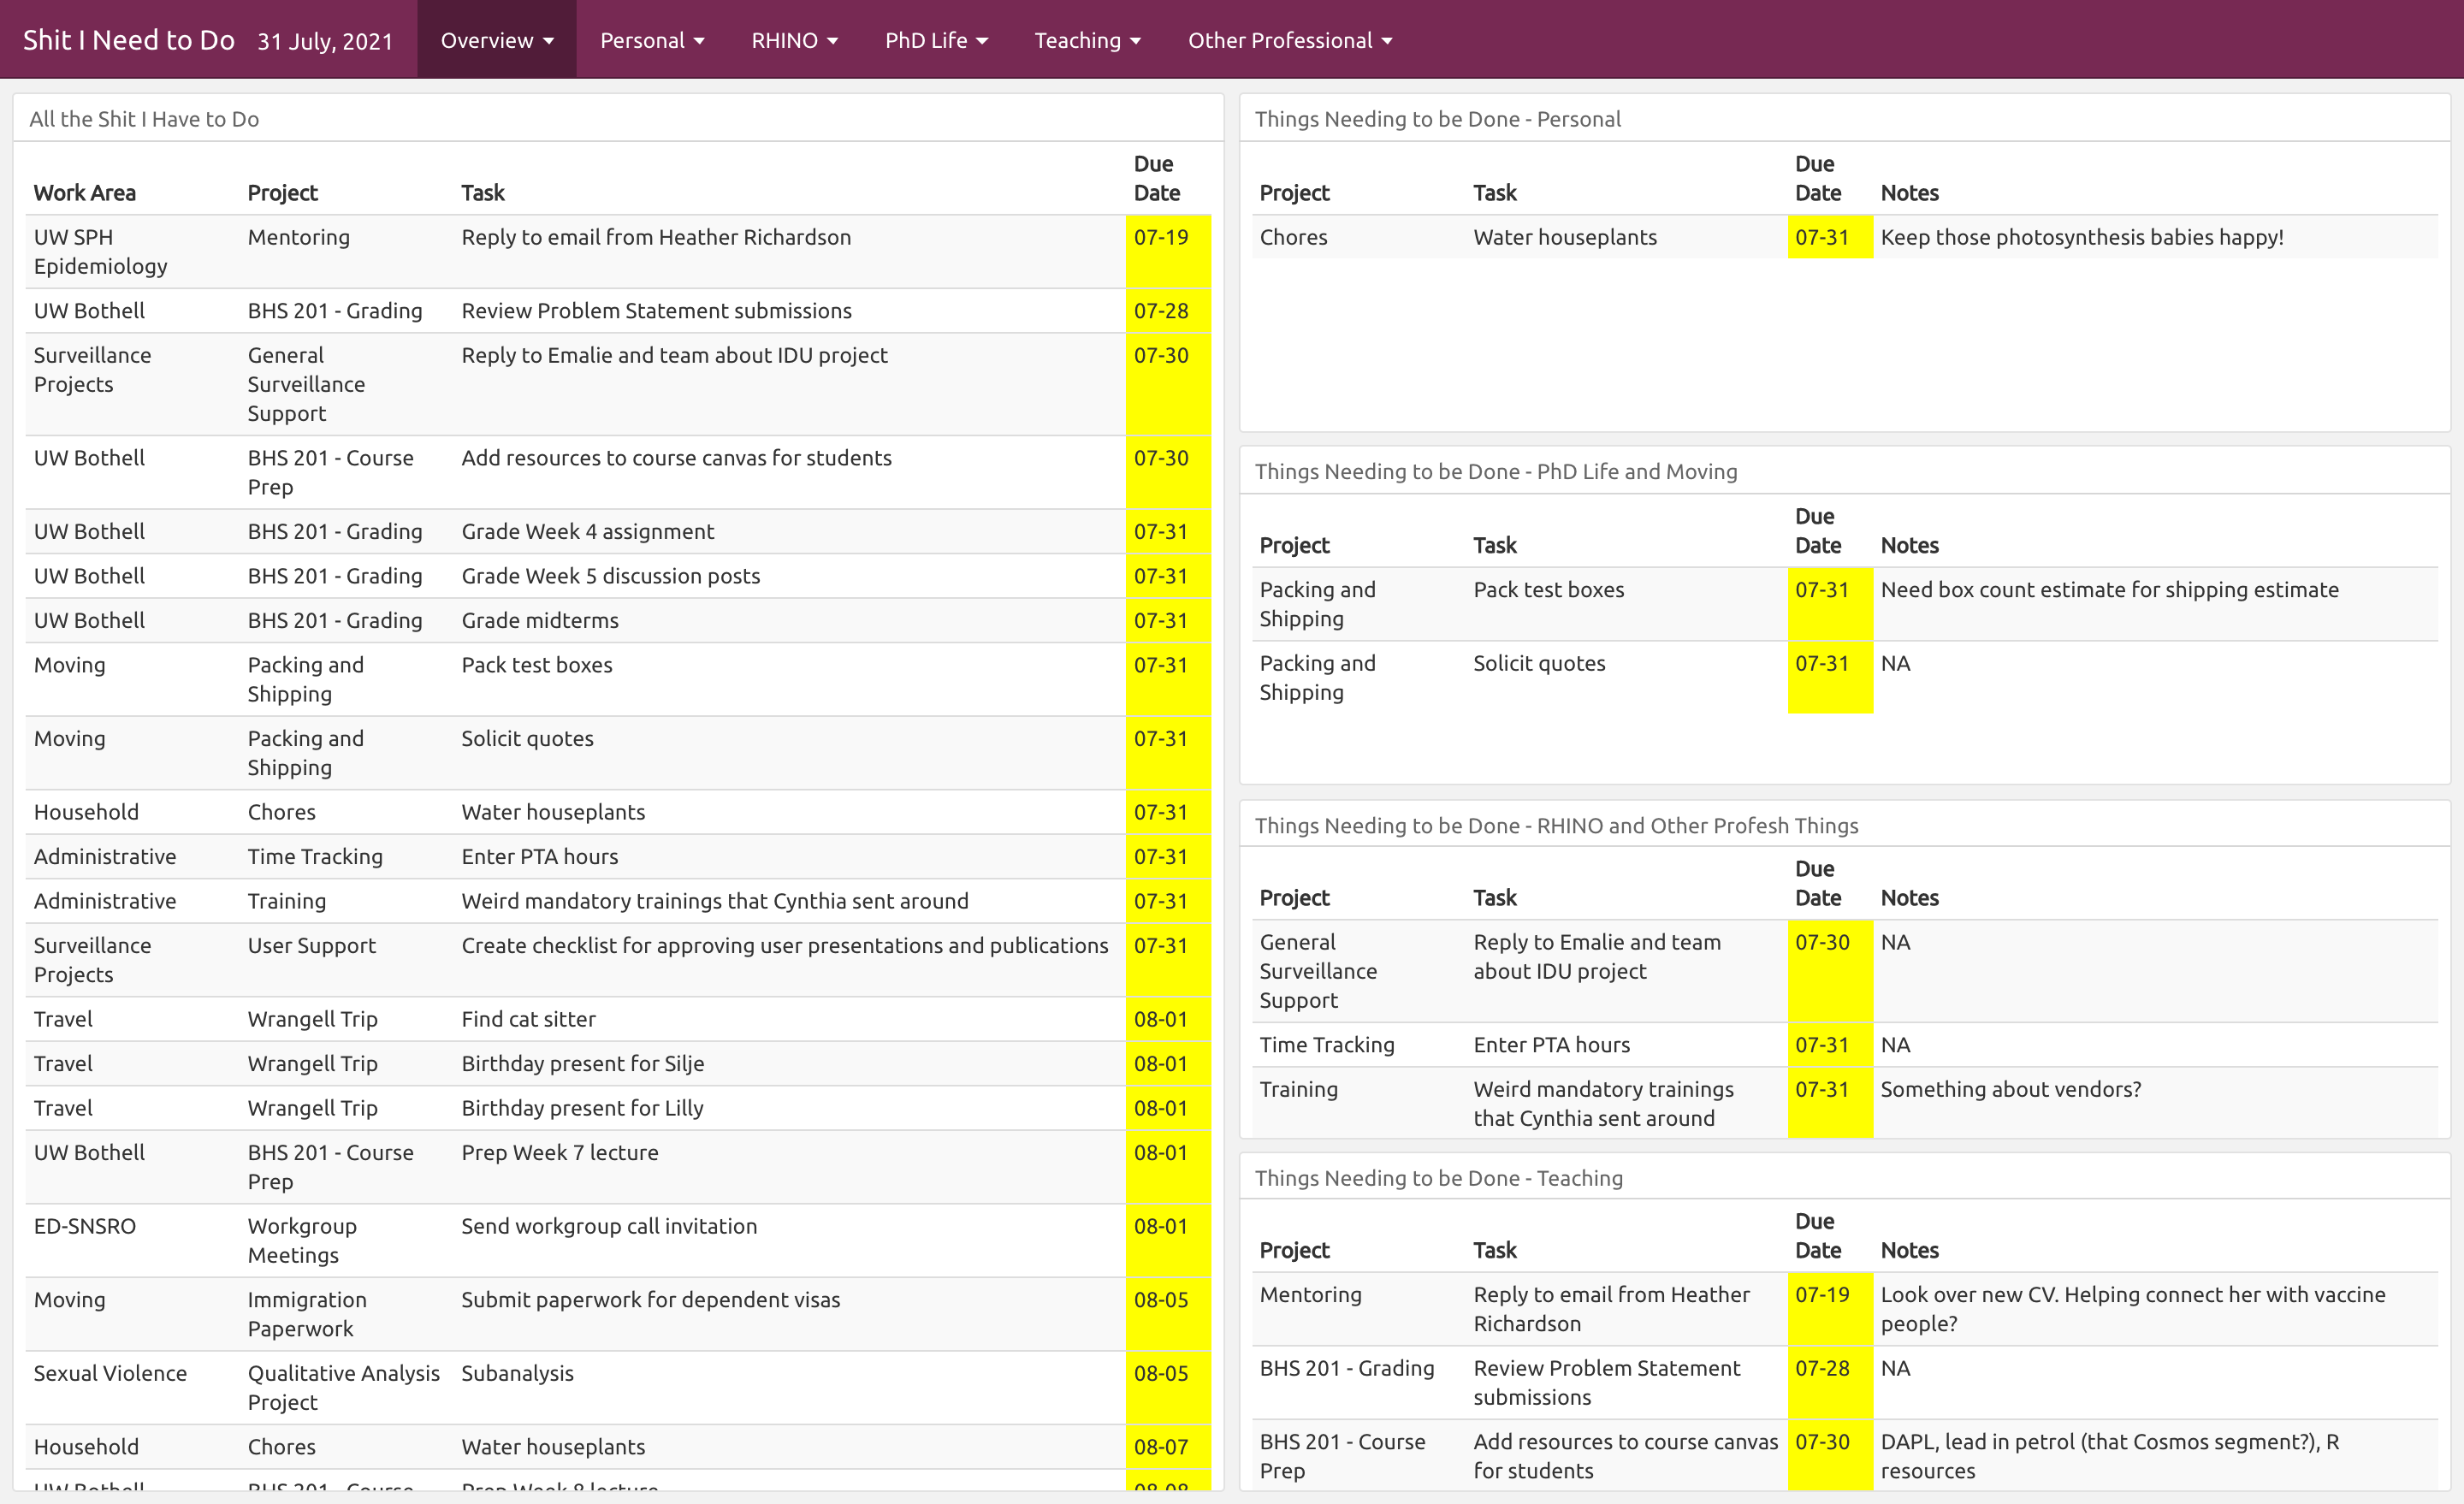 Shit I Need to Do 31 July, 2021 Overview Personal RHINO PhD Life Teaching Other Professional
All the Shit I Have to Do
Due
Work Area Project Task Date
UW SPH Mentoring Reply to email from Heather Richardson 07-19
Epidemiology
UW Bothell BHS 201 - Grading Review Problem Statement submissions 07-28
Surveillance General Reply to Emalie and team about IDU project 07-30
Projects Surveillance
Support
UW Bothell BHS 201 - Course Add resources to course canvas for students 07-30
Prep
UW Bothell BHS 201 - Grading Grade Week 4 assignment 07-31
UW Bothell BHS 201 - Grading Grade Week 5 discussion posts 07-31
UW Bothell BHS 201 - Grading Grade midterms 07-31
Moving Packing and Pack test boxes 07-31
Shipping
Moving Packing and Solicit quotes 07-31
Shipping
Household Chores Water houseplants 07-31
Administrative Time Tracking Enter PTA hours 07-31
Administrative Training Weird mandatory trainings that Cynthia sent around 07-31
Surveillance User Support Create checklist for approving user presentations and publications 07-31
Projects
Travel Wrangell Trip Find cat sitter 08-01
Travel Wrangell Trip Birthday present for Silje 08-01
Travel Wrangell Trip Birthday present for Lilly 08-01
UW Bothell BHS 201 - Course Prep Week 7 lecture 08-01
Prep
ED-SNSRO Workgroup Send workgroup call invitation 08-01
Meetings
Moving Immigration Submit paperwork for dependent visas 08-05
Paperwork
Sexual Violence Qualitative Analysis Subanalysis 08-05
Project
Household Chores Water houseplants 08-07
UW Bothell BHS 201 - Course Prep Week 8 lecture 08-08
Things Needing to be Done - Personal
Due
Project Task Date Notes
Chores Water houseplants 07-31 Keep those photosynthesis babies happy!
Things Needing to be Done - PhD Life and Moving
Due
Project Task Date Notes
Packing and Pack test boxes 07-31 Need box count estimate for shipping estimate
Shipping
Packing and Solicit quotes 07-31 NA
Shipping
Things Needing to be Done - RHINO and Other Profesh Things
Due
Project Task Date Notes
General Reply to Emalie and team 07-30 NA
Surveillance about IDU project
Support
Time Tracking Enter PTA hours 07-31 NA
Training Weird mandatory trainings 07-31 Something about vendors?
that Cynthia sent around
Things Needing to be Done - Teaching
Due
Project Task Date Notes
Mentoring Reply to email from Heather 07-19 Look over new CV. Helping connect her with vaccine
Richardson people?
BHS 201 - Grading Review Problem Statement 07-28 NA
submissions
BHS 201 - Course Add resources to course canvas 07-30 DAPL, lead in petrol (that Cosmos segment?), R
Prep for students resources